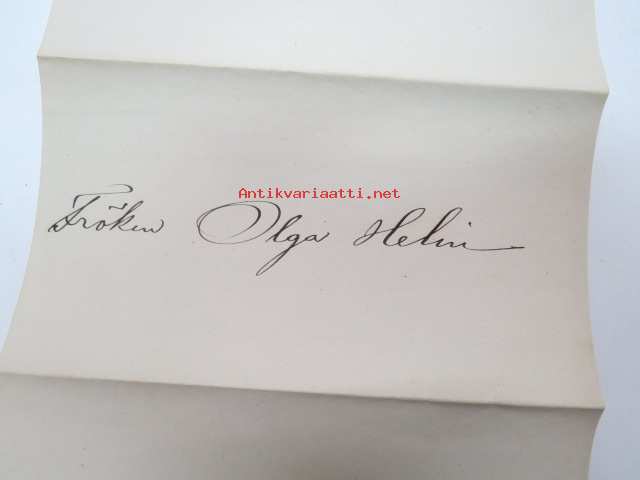 Antikvariaatti.net
Fröken Olga Helin